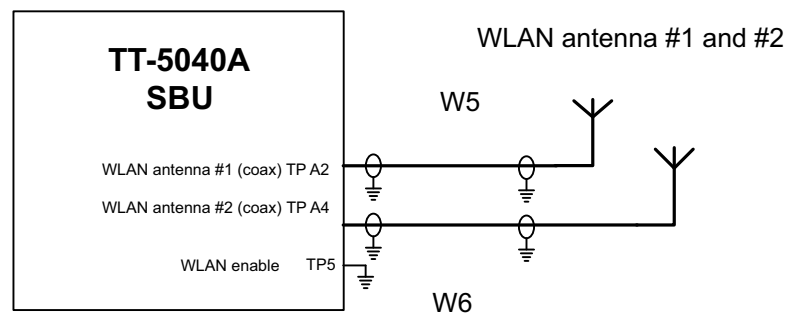 WLAN antenna #1 and #2
TT-5040A
SBU
W5
WLAN antenna #1 (coax) TP A2
WLAN antenna #2 (coax) TP A4
WLAN enable TP5
W6